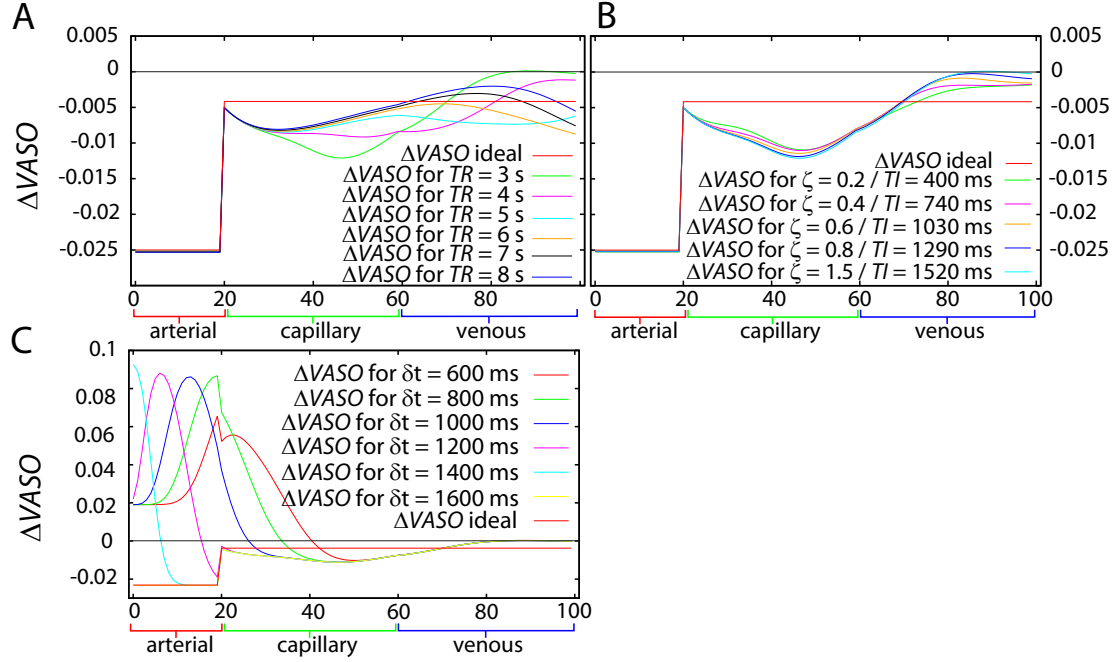 A
0.005
0
-0.005
-0.01
-0.015
-0.02
-0.025
ΔVASO
ΔVASO ideal
ΔVASO for TR = 3 s
ΔVASO for TR = 4 s
ΔVASO for TR = 5 s
ΔVASO for TR = 6 s
ΔVASO for TR = 7 s
ΔVASO for TR = 8 s
0 20 40 60 80
arterial capillary venous
B
0.005
0
-0.005
-0.01
-0.015
-0.02
-0.025
ΔVASO ideal
ΔVASO for ζ = 0.2 / TI = 400 ms
ΔVASO for ζ = 0.4 / TI = 740 ms
ΔVASO for ζ = 0.6 / TI = 1030 ms
ΔVASO for ζ = 0.8 / TI = 1290 ms
ΔVASO for ζ = 1.5 / TI = 1520 ms
0 20 40 60 80 100
arterial capillary venous
C
0.1
0.08
0.06
0.04
0.02
0
-0.02
ΔVASO
ΔVASO for δt = 600 ms
ΔVASO for δt = 800 ms
ΔVASO for δt = 1000 ms
ΔVASO for δt = 1200 ms
ΔVASO for δt = 1400 ms
ΔVASO for δt = 1600 ms
ΔVASO ideal
0 20 40 60 80 100
arterial capillary venous